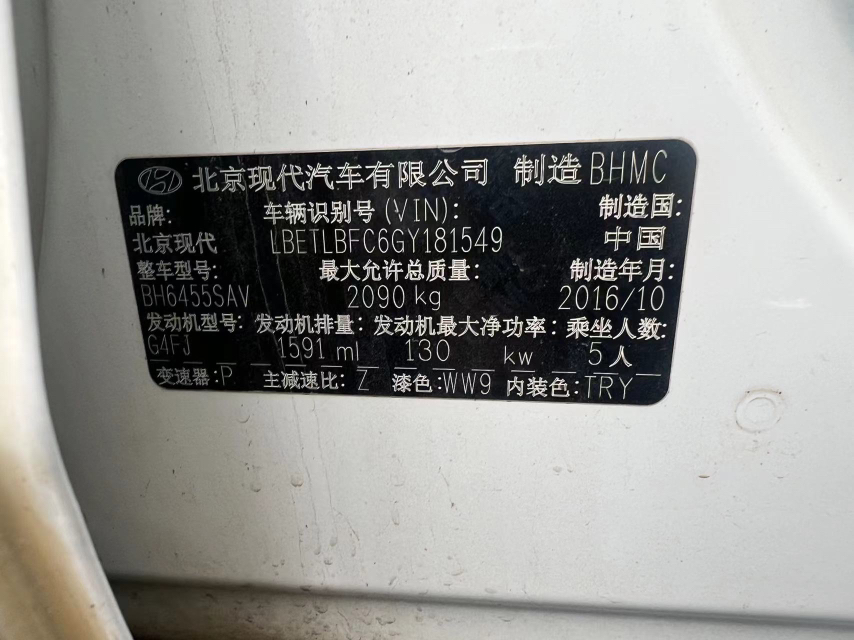 北京现代汽车有限公司 制造 BHMC
品牌: 车辆识别号(VIN): 制造国:
北京现代 LBETLBFC6GY181549 中国
整车型号: 最大允许总质量: 制造年月:
BH6455SAV 2090 kg 2016/10
发动机型号: 发动机排量: 发动机最大净功率: 乘坐人数:
G4FJ 1591 ml 130 kw 5人
变速器:P 主减速比: Z 漆色:WW9 内装色:TRY